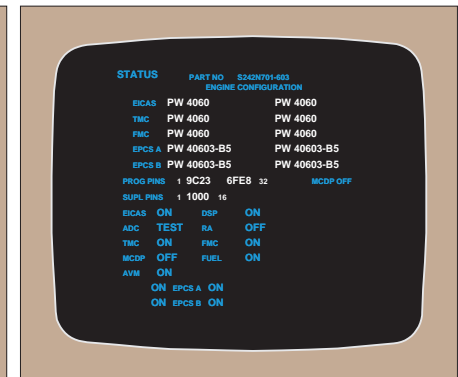 STATUS PART NO S242N701-603
ENGINE CONFIGURATION
EICAS PW 4060 PW 4060
TMC PW 4060 PW 4060
FMC PW 4060 PW 4060
EPCS A PW 40603-B5 PW 40603-B5
EPCS B PW 40603-B5 PW 40603-B5
PROG PINS 1 9C23 6FE8 32 MCDP OFF
SUPL PINS 1 1000 16
EICAS ON DSP ON
ADC TEST RA OFF
TMC ON FMC ON
MCDP OFF FUEL ON
AVM ON
ON EPCS A ON
ON EPCS B ON